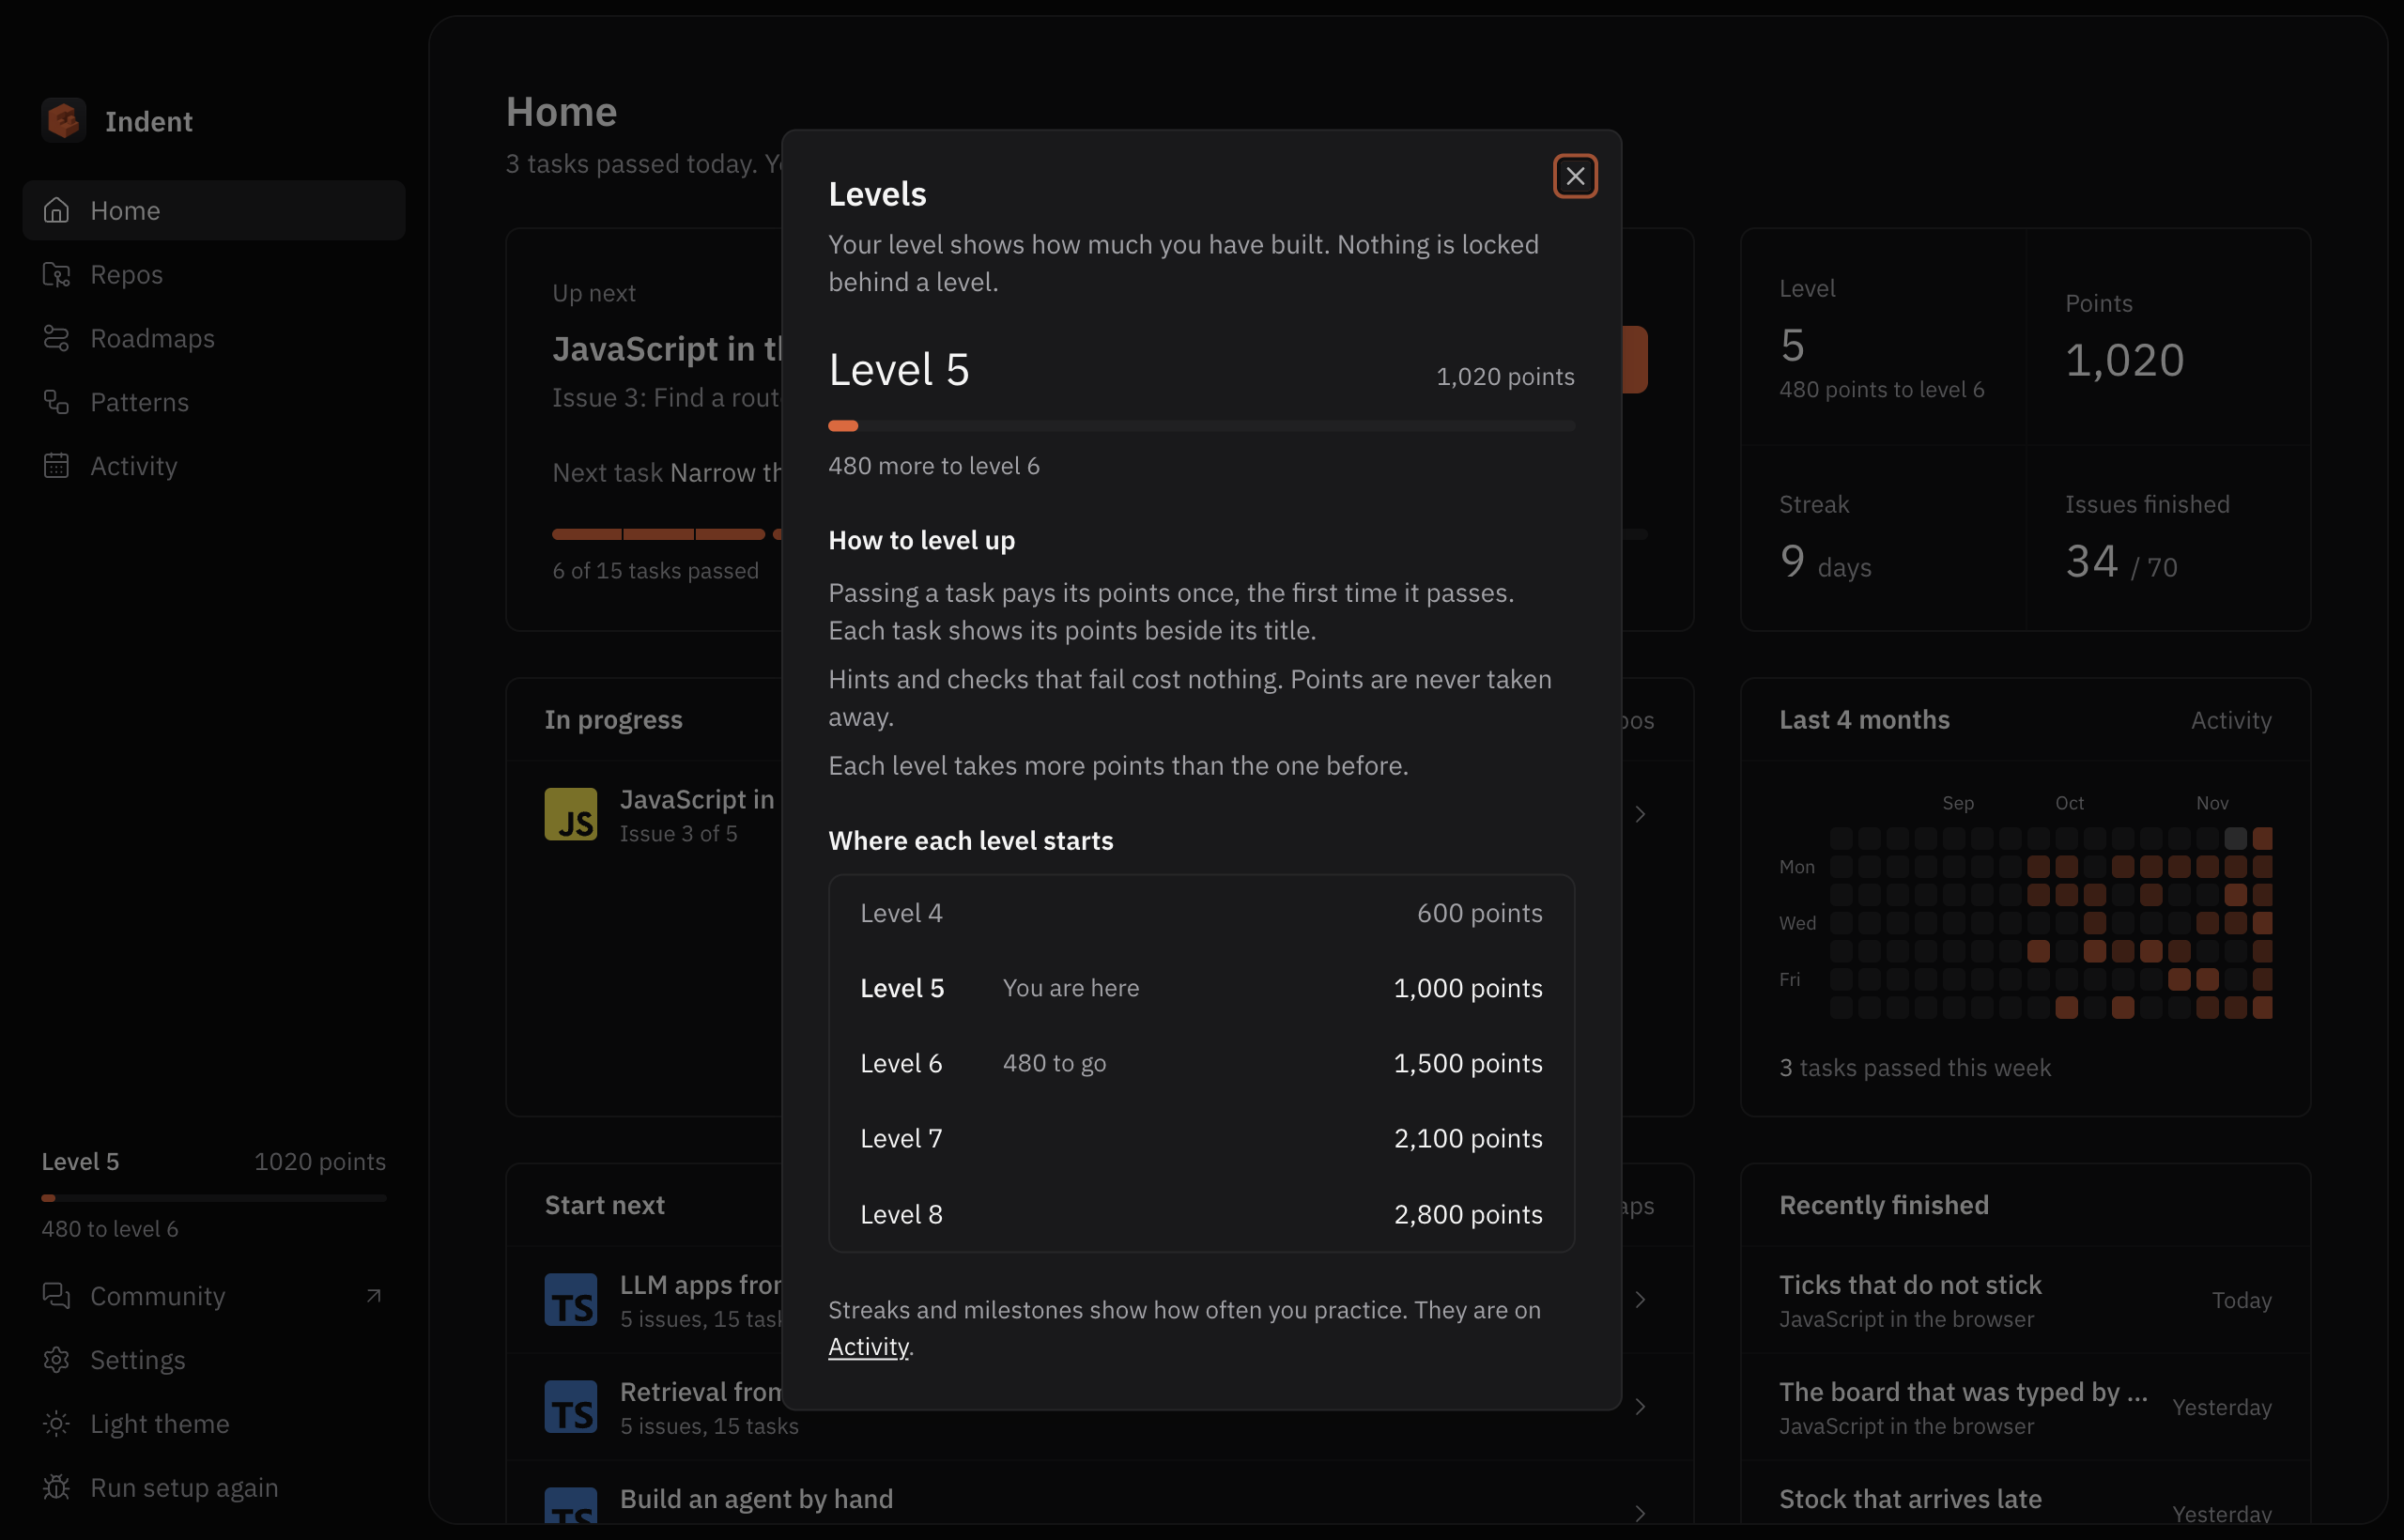 Indent
Home
Repos
Roadmaps
Patterns
Activity
Level 5
1020 points
480 to level 6
Community
Settings
Light theme
Run setup again
Home
3 tasks passed today.
Up next
JavaScript in
Issue 3: Find a
Next task Narrow
6 of 15 tasks passed
Level
5
480 points to level 6
Points
1,020
Streak
9 days
Issues finished
34 / 70
In progress
JavaScript in
Issue 3 of 5
Last 4 months
Activity
Sep
Oct
Nov
Mon
Wed
Fri
3 tasks passed this week
Start next
LLM apps
5 issues, 15
Retrieval
5 issues, 15 tasks
Build an agent by hand
Recently finished
Ticks that do not stick
JavaScript in the browser
Today
The board that was typed by ...
JavaScript in the browser
Yesterday
Stock that arrives late
Yesterday
Levels
Your level shows how much you have built. Nothing is locked
behind a level.
Level 5
1,020 points
480 more to level 6
How to level up
Passing a task pays its points once, the first time it passes.
Each task shows its points beside its title.
Hints and checks that fail cost nothing. Points are never taken
away.
Each level takes more points than the one before.
Where each level starts
Level 4
600 points
Level 5
You are here
1,000 points
Level 6
480 to go
1,500 points
Level 7
2,100 points
Level 8
2,800 points
Streaks and milestones show how often you practice. They are on
Activity.